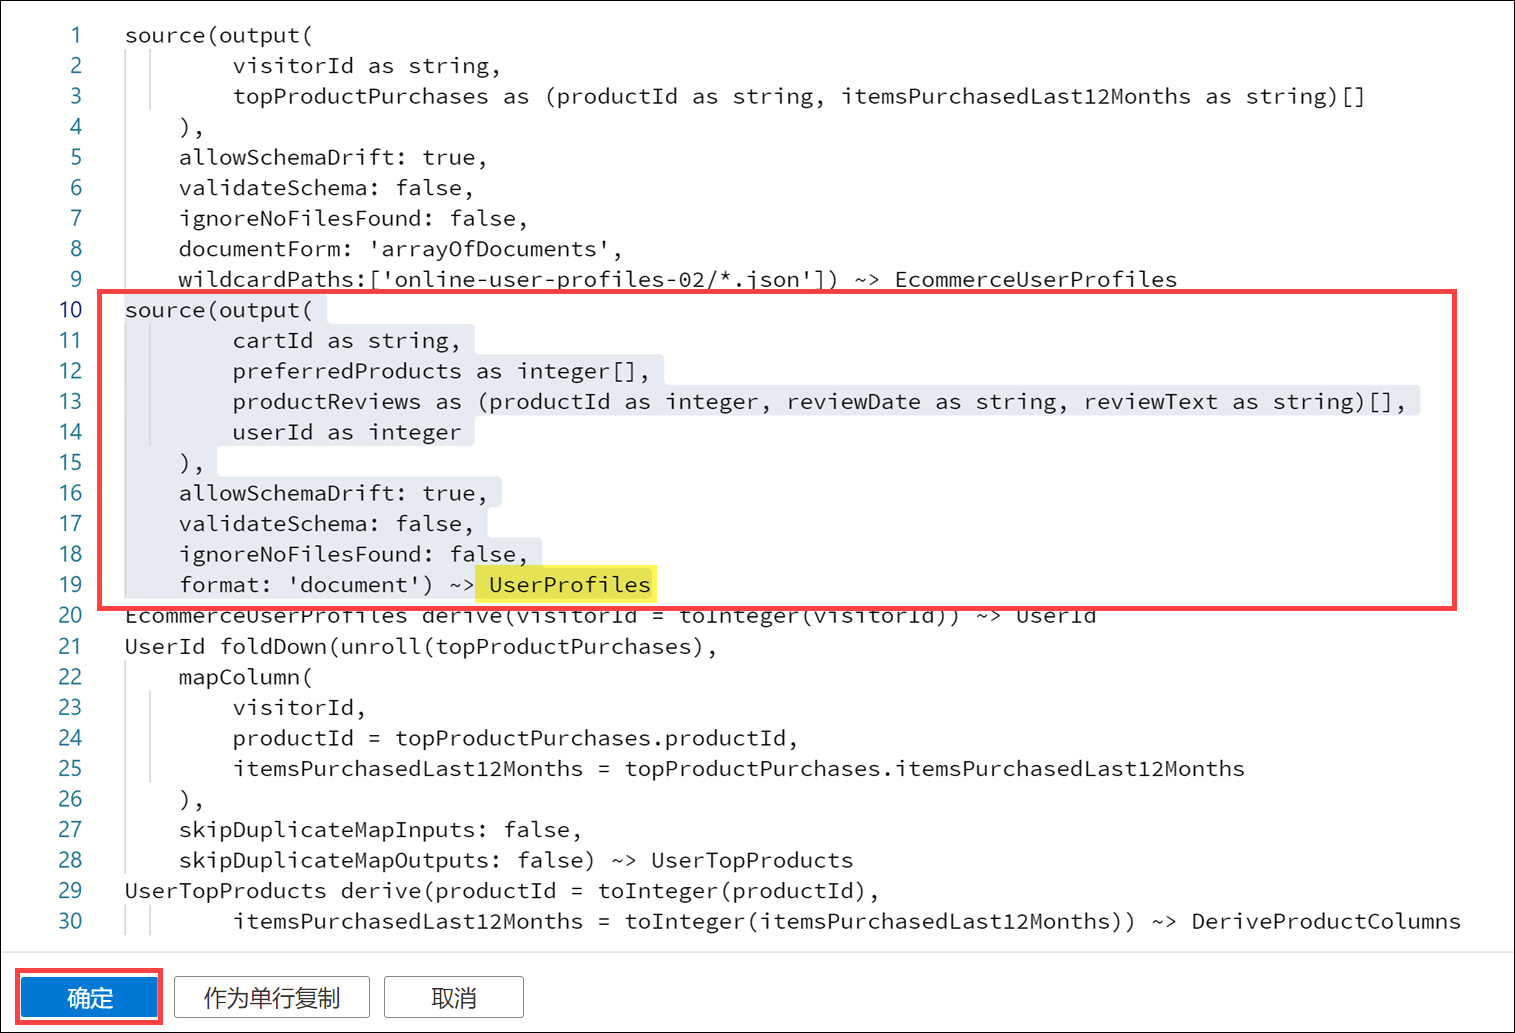 1 source(output(
2 visitorId as string,
3 topProductPurchases as (productId as string, itemsPurchasedLast12Months as string)[]
4 ),
5 allowSchemaDrift: true,
6 validateSchema: false,
7 ignoreNoFilesFound: false,
8 documentForm: 'arrayOfDocuments',
9 wildcardPaths:['online-user-profiles-02/*.json']) ~> EcommerceUserProfiles
10 source(output(
11 cartId as string,
12 preferredProducts as integer[],
13 productReviews as (productId as integer, reviewDate as string, reviewText as string)[],
14 userId as integer
15 ),
16 allowSchemaDrift: true,
17 validateSchema: false,
18 ignoreNoFilesFound: false,
19 format: 'document') ~> UserProfiles
20 EcommerceUserProfiles derive(visitorId = toInteger(visitorId)) ~> UserId
21 UserId foldDown(unroll(topProductPurchases),
22 mapColumn(
23 visitorId,
24 productId = topProductPurchases.productId,
25 itemsPurchasedLast12Months = topProductPurchases.itemsPurchasedLast12Months
26 ),
27 skipDuplicateMapInputs: false,
28 skipDuplicateMapOutputs: false) ~> UserTopProducts
29 UserTopProducts derive(productId = toInteger(productId),
30 itemsPurchasedLast12Months = toInteger(itemsPurchasedLast12Months)) ~> DeriveProductColumns
确定 作为单行复制 取消